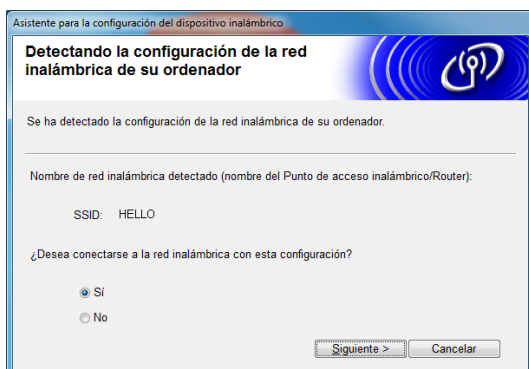 Asistente para la configuración del dispositivo inalámbrico
Detectando la configuración de la red
inalámbrica de su ordenador
Se ha detectado la configuración de la red inalámbrica de su ordenador.
Nombre de red inalámbrica detectado (nombre del Punto de acceso inalámbrico/Router):
SSID: HELLO
¿Desea conectarse a la red inalámbrica con esta configuración?
Sí
No
Siguiente > Cancelar